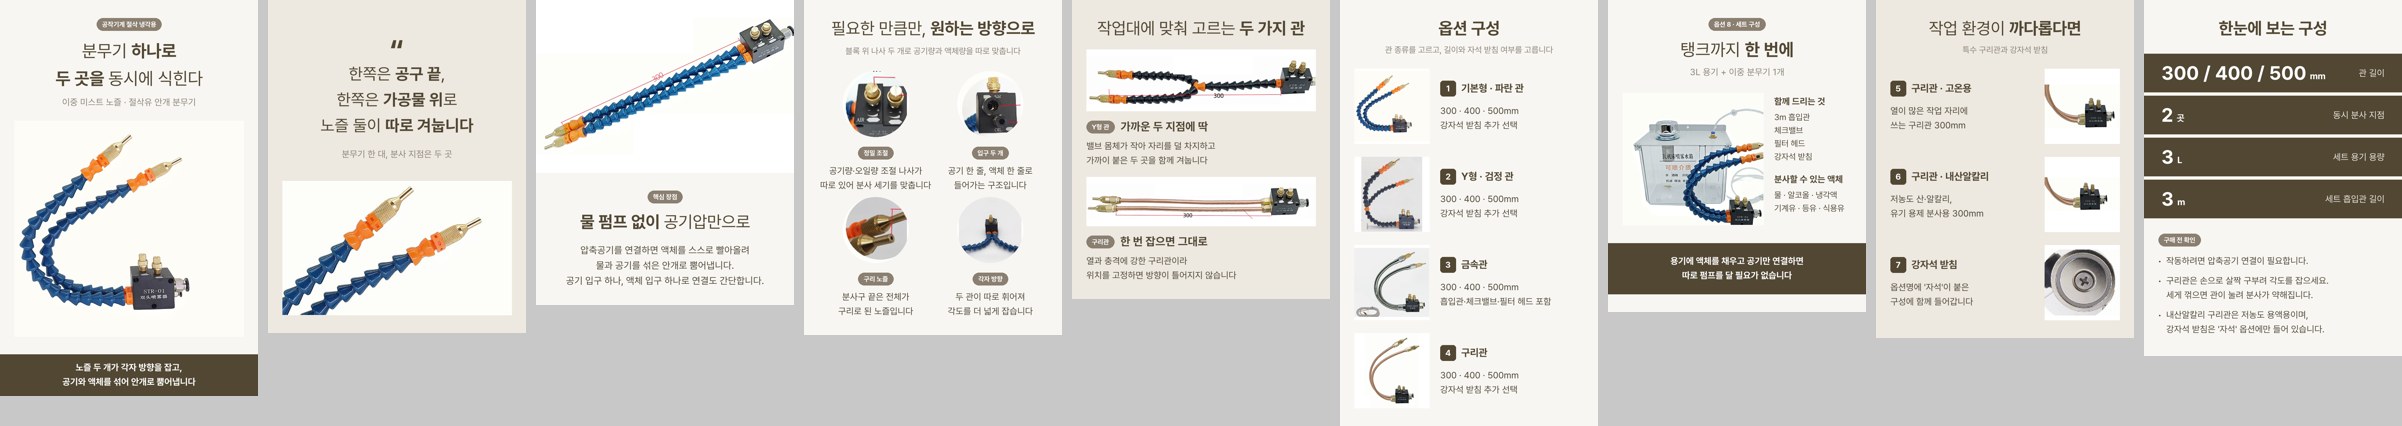 공작기계 절삭 냉각용
분무기 하나로
두 곳을 동시에 식힌다
이중 미스트 노즐 · 절삭유 안개 분무기
STR-01
노즐 두 개가 각자 방향을 잡고,
공기와 액체를 섞어 안개로 뿜어냅니다
“
한쪽은 공구 끝,
한쪽은 가공물 위로
노즐 둘이 따로 겨눕니다
분무기 한 대, 분사 지점은 두 곳
300
핵심 장점
물 펌프 없이 공기압만으로
압축공기를 연결하면 액체를 스스로 빨아올려
물과 공기를 섞은 안개로 뿜어냅니다.
공기 입구 하나, 액체 입구 하나로 연결도 간단합니다.
필요한 만큼만, 원하는 방향으로
블록 위 나사 두 개로 공기량과 액체량을 따로 맞춥니다
AIR
정밀 조절
공기량·오일량 조절 나사가
따로 있어 분사 세기를 맞춥니다
입구 두 개
공기 한 줄, 액체 한 줄로
들어가는 구조입니다
구리 노즐
분사구 끝은 전체가
구리로 된 노즐입니다
각자 방향
두 관이 따로 휘어져
각도를 더 넓게 잡습니다
작업대에 맞춰 고르는 두 가지 관
300
Y형 관
가까운 두 지점에 딱
밸브 몸체가 작아 자리를 덜 차지하고
가까이 붙은 두 곳을 함께 겨눕니다
300
구리관
한 번 잡으면 그대로
열과 충격에 강한 구리관이라
위치를 고정하면 방향이 틀어지지 않습니다
옵션 구성
관 종류를 고르고, 길이와 자석 받침 여부를 고릅니다
1 기본형 · 파란 관
300 · 400 · 500mm
강자석 받침 추가 선택
2 Y형 · 검정 관
300 · 400 · 500mm
강자석 받침 추가 선택
3 금속관
300 · 400 · 500mm
흡입관·체크밸브·필터 헤드 포함
4 구리관
300 · 400 · 500mm
강자석 받침 추가 선택
옵션 6 · 세트 구성
탱크까지 한 번에
3L 용기 + 이중 분무기 1개
함께 드리는 것
3m 흡입관
체크밸브
필터 헤드
강자석 받침
분사할 수 있는 액체
물 · 알코올 · 냉각액
기계유 · 등유 · 식용유
용기에 액체를 채우고 공기만 연결하면
따로 펌프를 달 필요가 없습니다
작업 환경이 까다롭다면
특수 구리관과 강자석 받침
5 구리관 · 고온용
열이 많은 작업 자리에
쓰는 구리관 300mm
6 구리관 · 내산알칼리
저농도 산·알칼리,
유기 용제 분사용 300mm
7 강자석 받침
옵션명에 '자석'이 붙은
구성에 함께 들어갑니다
한눈에 보는 구성
300 / 400 / 500 mm 관 길이
2 곳 동시 분사 지점
3 L 세트 용기 용량
3 m 세트 흡입관 길이
구매 전 확인
· 작동하려면 압축공기 연결이 필요합니다.
· 구리관은 손으로 살짝 구부려 각도를 잡으세요.
세게 꺾으면 관이 눌려 분사가 약해집니다.
· 내산알칼리 구리관은 저농도 용액용이며,
강자석 받침은 '자석' 옵션에만 들어 있습니다.